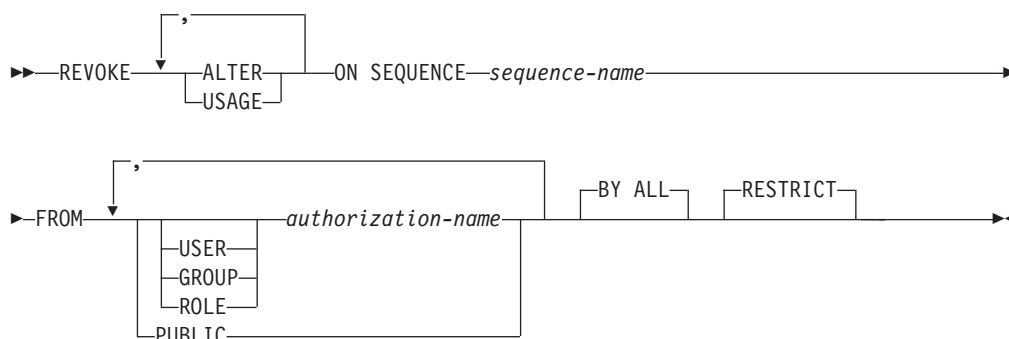 ,
REVOKE ALTER ON SEQUENCE sequence-name
USAGE
,
BY ALL RESTRICT
FROM authorization-name
USER
GROUP
ROLE
PUBLIC